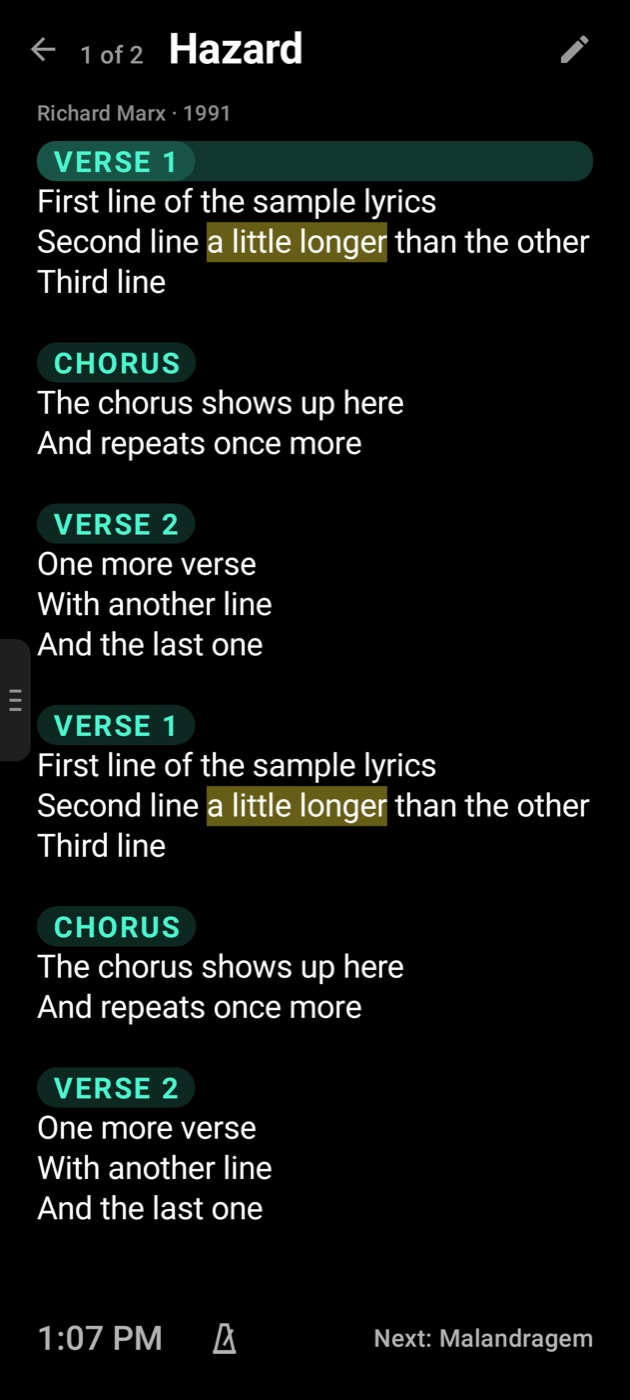 1 of 2 Hazard
Richard Marx · 1991
VERSE 1
First line of the sample lyrics
Second line a little longer than the other
Third line
CHORUS
The chorus shows up here
And repeats once more
VERSE 2
One more verse
With another line
And the last one
VERSE 1
First line of the sample lyrics
Second line a little longer than the other
Third line
CHORUS
The chorus shows up here
And repeats once more
VERSE 2
One more verse
With another line
And the last one
1:07 PM Next: Malandragem